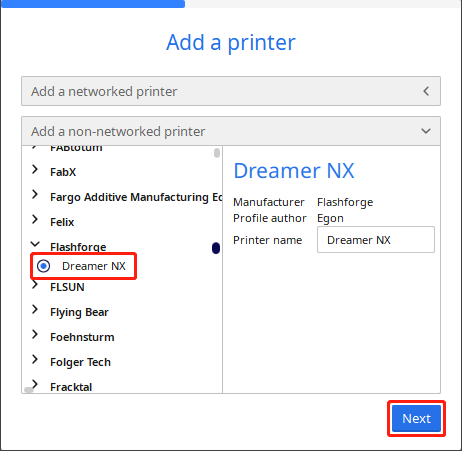 Add a printer
Add a networked printer
Add a non-networked printer
FABtotum
FabX
Fargo Additive Manufacturing Eq
Felix
Flashforge
Dreamer NX
FLSUN
Flying Bear
Foehnsturm
Folger Tech
Fracktal
Dreamer NX
Manufacturer Flashforge
Profile author Egon
Printer name Dreamer NX
Next